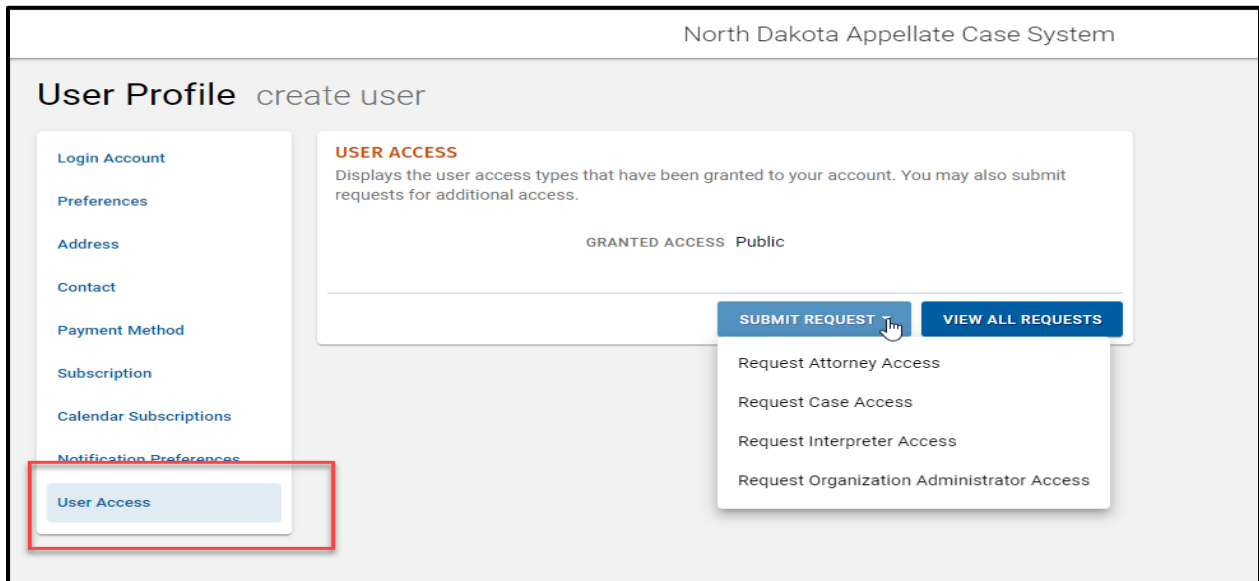 North Dakota Appellate Case System
User Profile create user
Login Account
Preferences
Address
Contact
Payment Method
Subscription
Calendar Subscriptions
Notification Preferences
User Access
USER ACCESS
Displays the user access types that have been granted to your account. You may also submit
requests for additional access.
GRANTED ACCESS Public
SUBMIT REQUEST
VIEW ALL REQUESTS
Request Attorney Access
Request Case Access
Request Interpreter Access
Request Organization Administrator Access